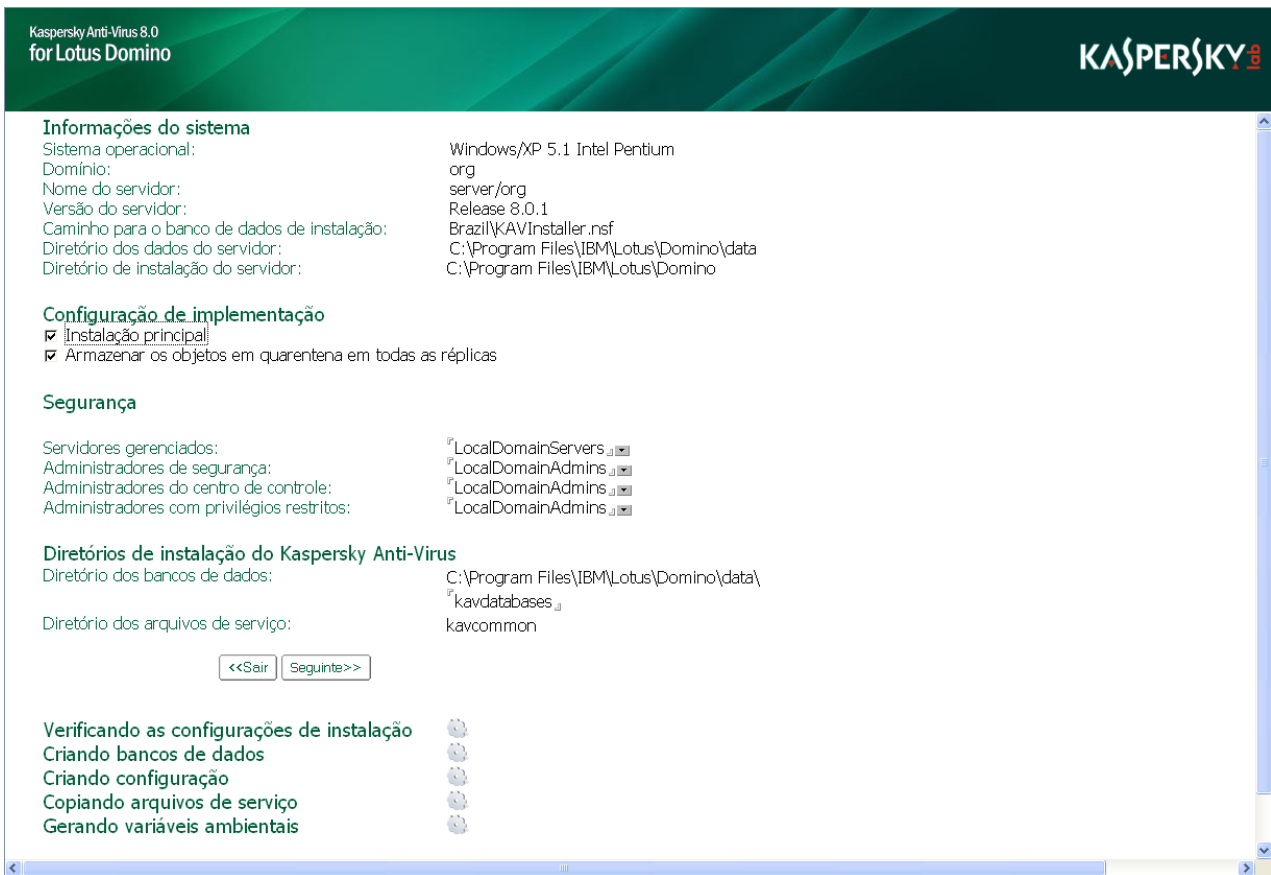 Kaspersky Anti-Virus 8.0
for Lotus Domino
KASPERSKY lab
Informações do sistema
Sistema operacional: Windows/XP 5.1 Intel Pentium
Domínio: org
Nome do servidor: server/org
Versão do servidor: Release 8.0.1
Caminho para o banco de dados de instalação: Brazil\KAVInstaller.nsf
Diretório dos dados do servidor: C:\Program Files\IBM\Lotus\Domino\data
Diretório de instalação do servidor: C:\Program Files\IBM\Lotus\Domino
Configuração de implementação
Instalação principal
Armazenar os objetos em quarentena em todas as réplicas
Segurança
Servidores gerenciados: LocalDomainServers
Administradores de segurança: LocalDomainAdmins
Administradores do centro de controle: LocalDomainAdmins
Administradores com privilégios restritos: LocalDomainAdmins
Diretórios de instalação do Kaspersky Anti-Virus
Diretório dos bancos de dados: C:\Program Files\IBM\Lotus\Domino\data\
kavdatabases
Diretório dos arquivos de serviço: kavcommon
<<Sair Seguinte>>
Verificando as configurações de instalação
Criando bancos de dados
Criando configuração
Copiando arquivos de serviço
Gerando variáveis ambientais